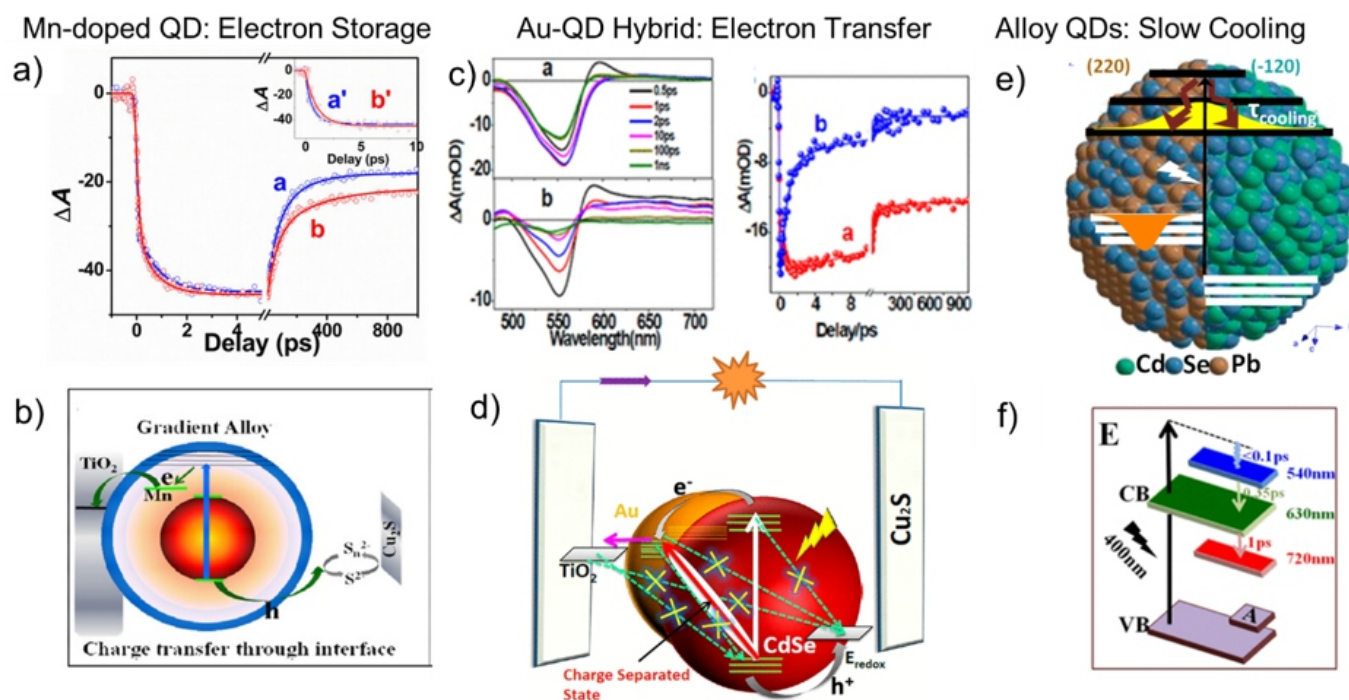 Mn-doped QD: Electron Storage
Au-QD Hybrid: Electron Transfer
Alloy QDs: Slow Cooling
a)
0
-20
-40
ΔA
0
2
4
400
800
Delay (ps)
a
b
0
-20
-40
ΔA
a'
b'
0
5
10
Delay (ps)
c)
a
0
-10
-20
0.5ps
1ps
2ps
10ps
100ps
1ns
ΔA(mOD)
b
0
-10
500
550
600
650
700
Wavelength(nm)
0
-8
-16
ΔA(mOD)
b
a
0
4
8
300
600
900
Delay/ps
e)
(220)
(-120)
τcooling
a
c
Cd Se Pb
b)
Gradient Alloy
TiO2
e
Mn
Sn2-
S2-
Cu2S
h
Charge transfer through interface
d)
e-
Au
TiO2
CdSe
Cu2S
Eredox
h+
Charge Separated
State
f)
E
<0.1ps
540nm
CB
0.35ps
630nm
400nm
1ps
720nm
VB
A